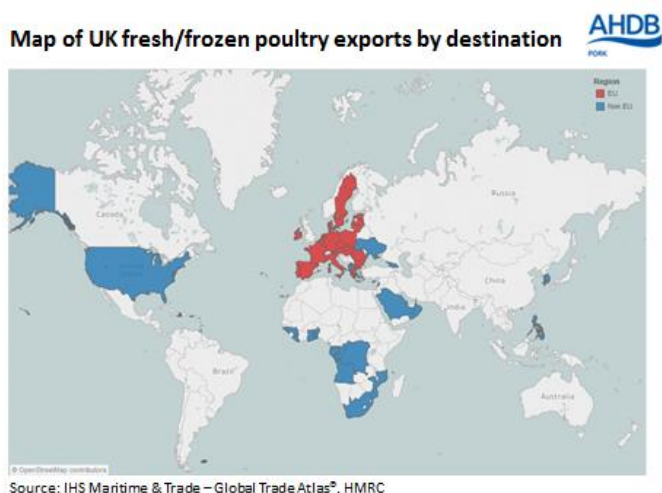 Map of UK fresh/frozen poultry exports by destination
AHDB
PORK
Region
EU
Non EU
Canada
Russia
China
India
Brazil
Australia
© OpenStreetMap contributors
Source: IHS Maritime & Trade – Global Trade Atlas®, HMRC